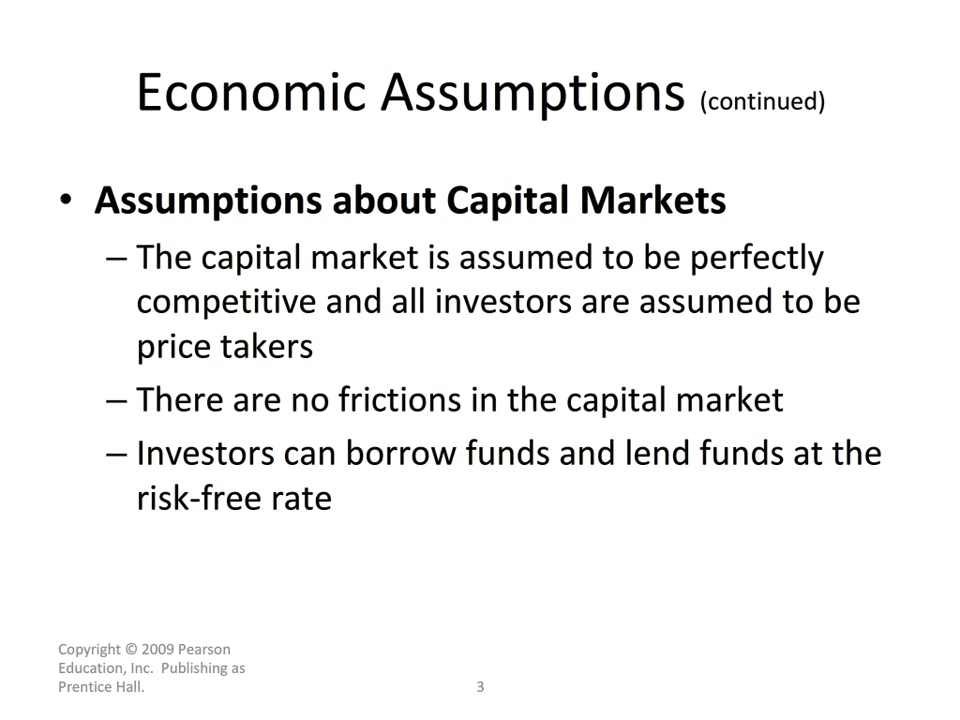 Economic Assumptions (continued)
• Assumptions about Capital Markets
– The capital market is assumed to be perfectly
competitive and all investors are assumed to be
price takers
– There are no frictions in the capital market
– Investors can borrow funds and lend funds at the
risk-free rate
Copyright © 2009 Pearson
Education, Inc. Publishing as
Prentice Hall.
3